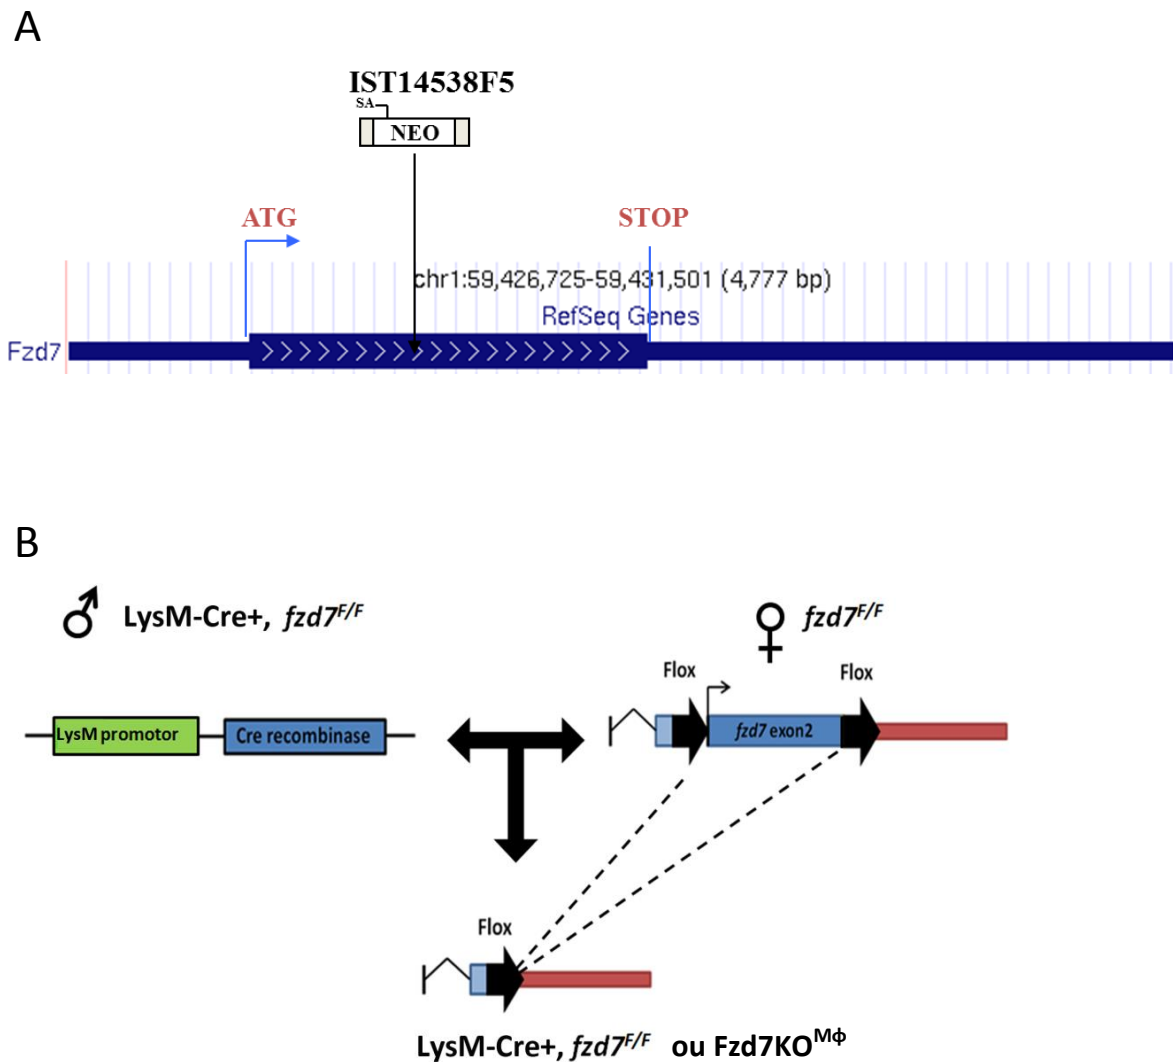 A
IST14538F5
SA
NEO
ATG
STOP
chr1:59,426,725-59,431,501 (4,777 bp)
RefSeq Genes
Fzd7
B
LysM-Cre+, fzd7F/F
fzd7F/F
Flox
Flox
LysM promotor
Cre recombinase
fzd7 exon2
Flox
LysM-Cre+, fzd7F/F ou Fzd7KOMφ